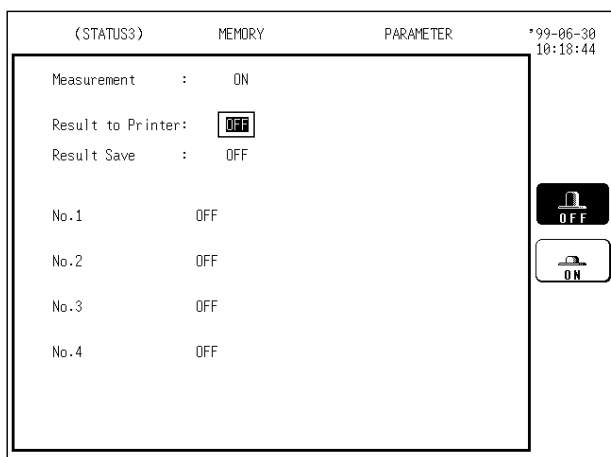 (STATUS3) MEMORY PARAMETER '99-06-30
10:18:44
Measurement : ON
Result to Printer: OFF
Result Save : OFF
OFF
No.1 OFF
ON
No.2 OFF
No.3 OFF
No.4 OFF